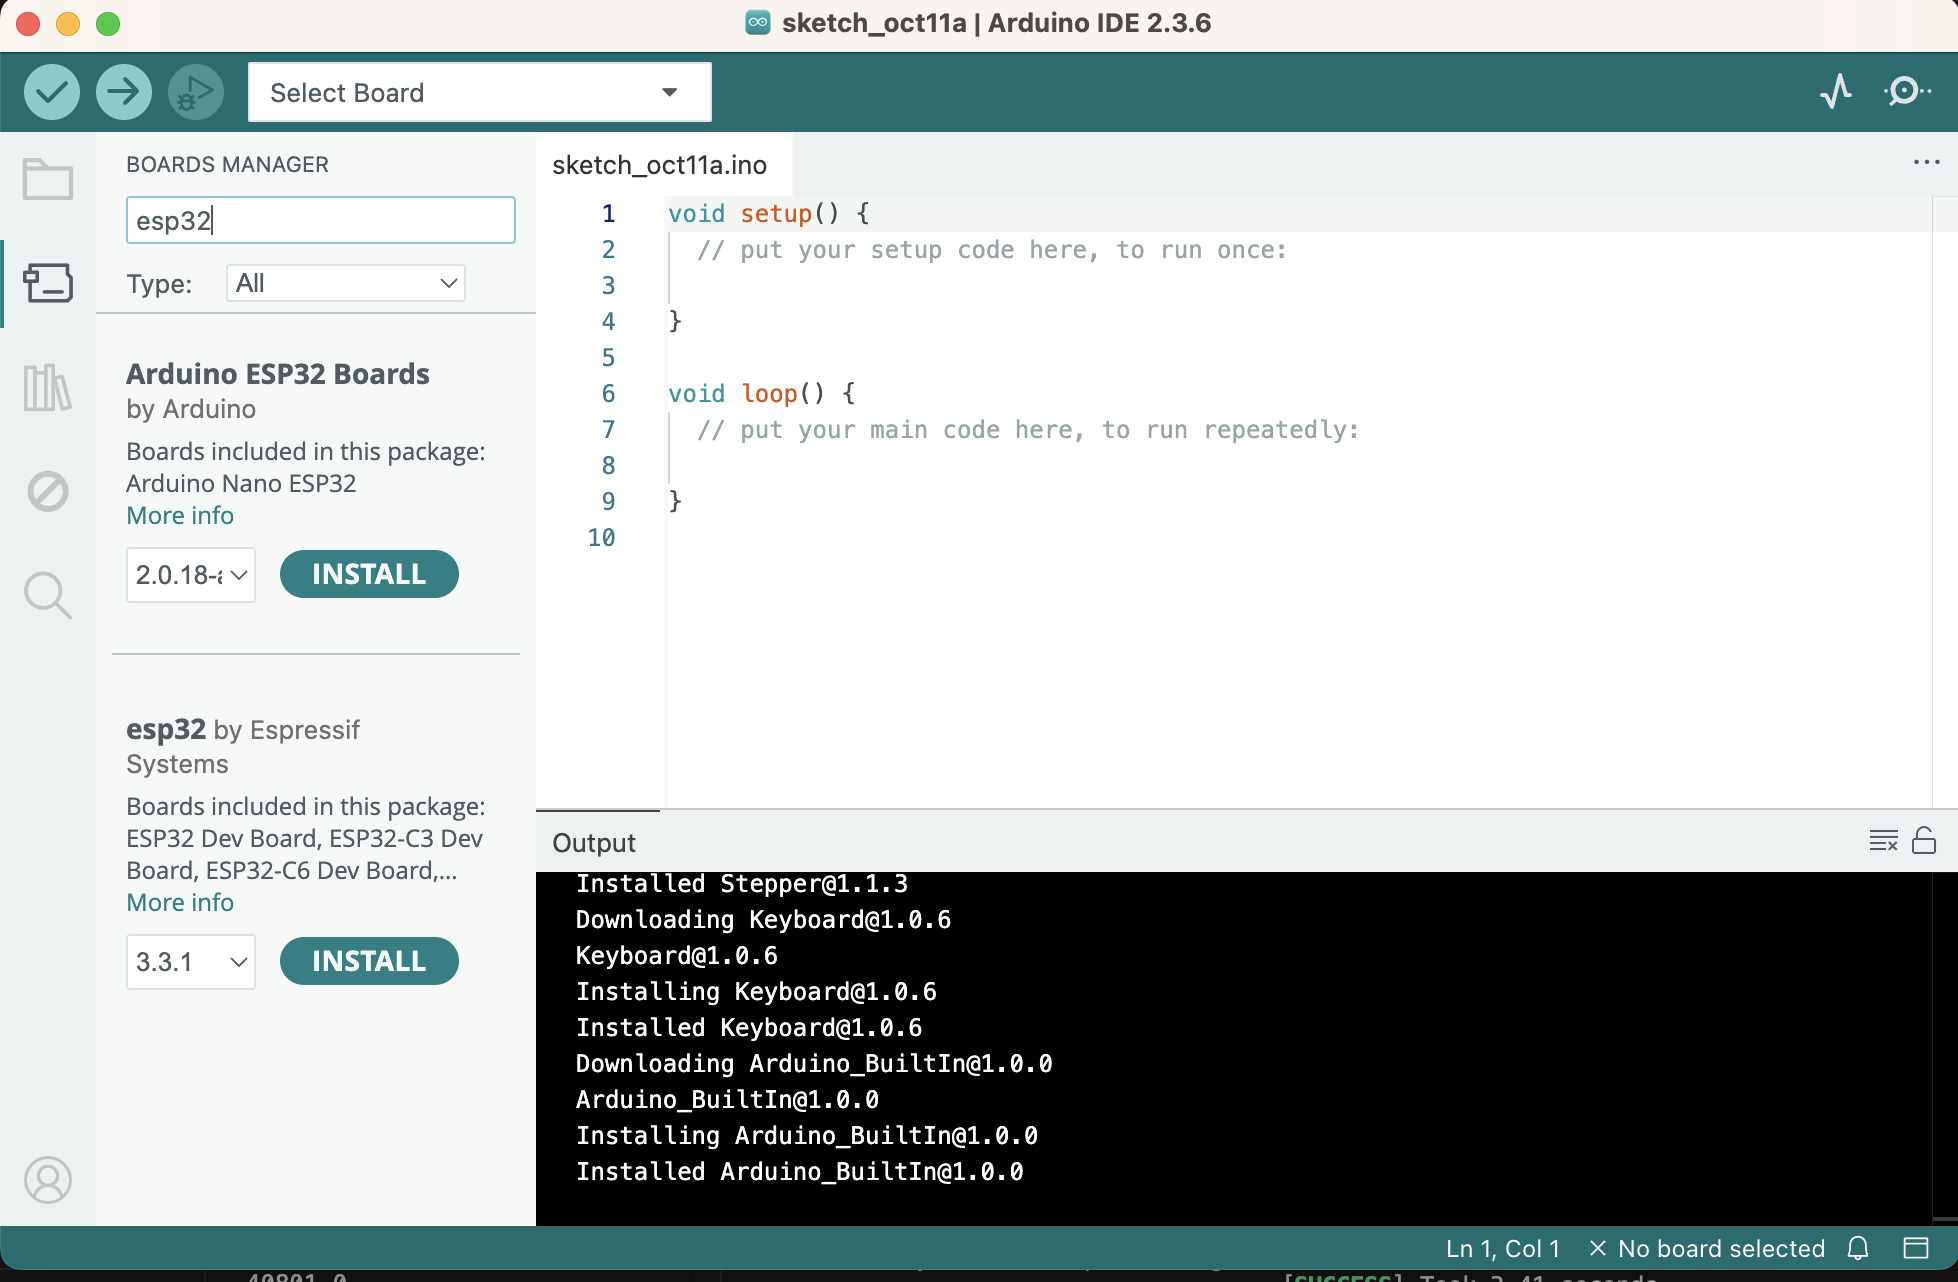 sketch_oct11a | Arduino IDE 2.3.6
Select Board
BOARDS MANAGER
esp32
Type: All
Arduino ESP32 Boards
by Arduino
Boards included in this package:
Arduino Nano ESP32
More info
2.0.18-
INSTALL
esp32 by Espressif
Systems
Boards included in this package:
ESP32 Dev Board, ESP32-C3 Dev
Board, ESP32-C6 Dev Board,...
More info
3.3.1
INSTALL
sketch_oct11a.ino
1 void setup() {
2 // put your setup code here, to run once:
3
4 }
5
6 void loop() {
7 // put your main code here, to run repeatedly:
8
9 }
10
Output
Installed Stepper@1.1.3
Downloading Keyboard@1.0.6
Keyboard@1.0.6
Installing Keyboard@1.0.6
Installed Keyboard@1.0.6
Downloading Arduino_BuiltIn@1.0.0
Arduino_BuiltIn@1.0.0
Installing Arduino_BuiltIn@1.0.0
Installed Arduino_BuiltIn@1.0.0
Ln 1, Col 1 × No board selected